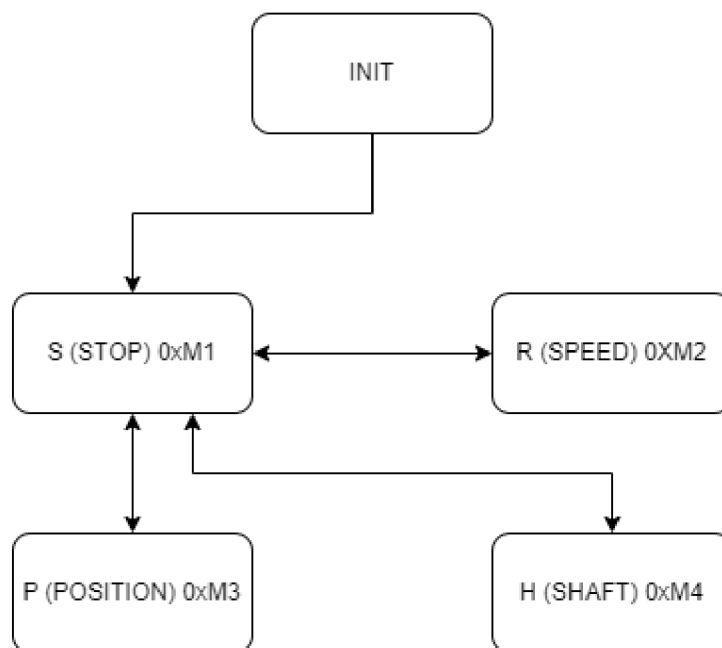 INIT
S (STOP) 0xM1
R (SPEED) 0XM2
P (POSITION) 0xM3
H (SHAFT) 0xM4